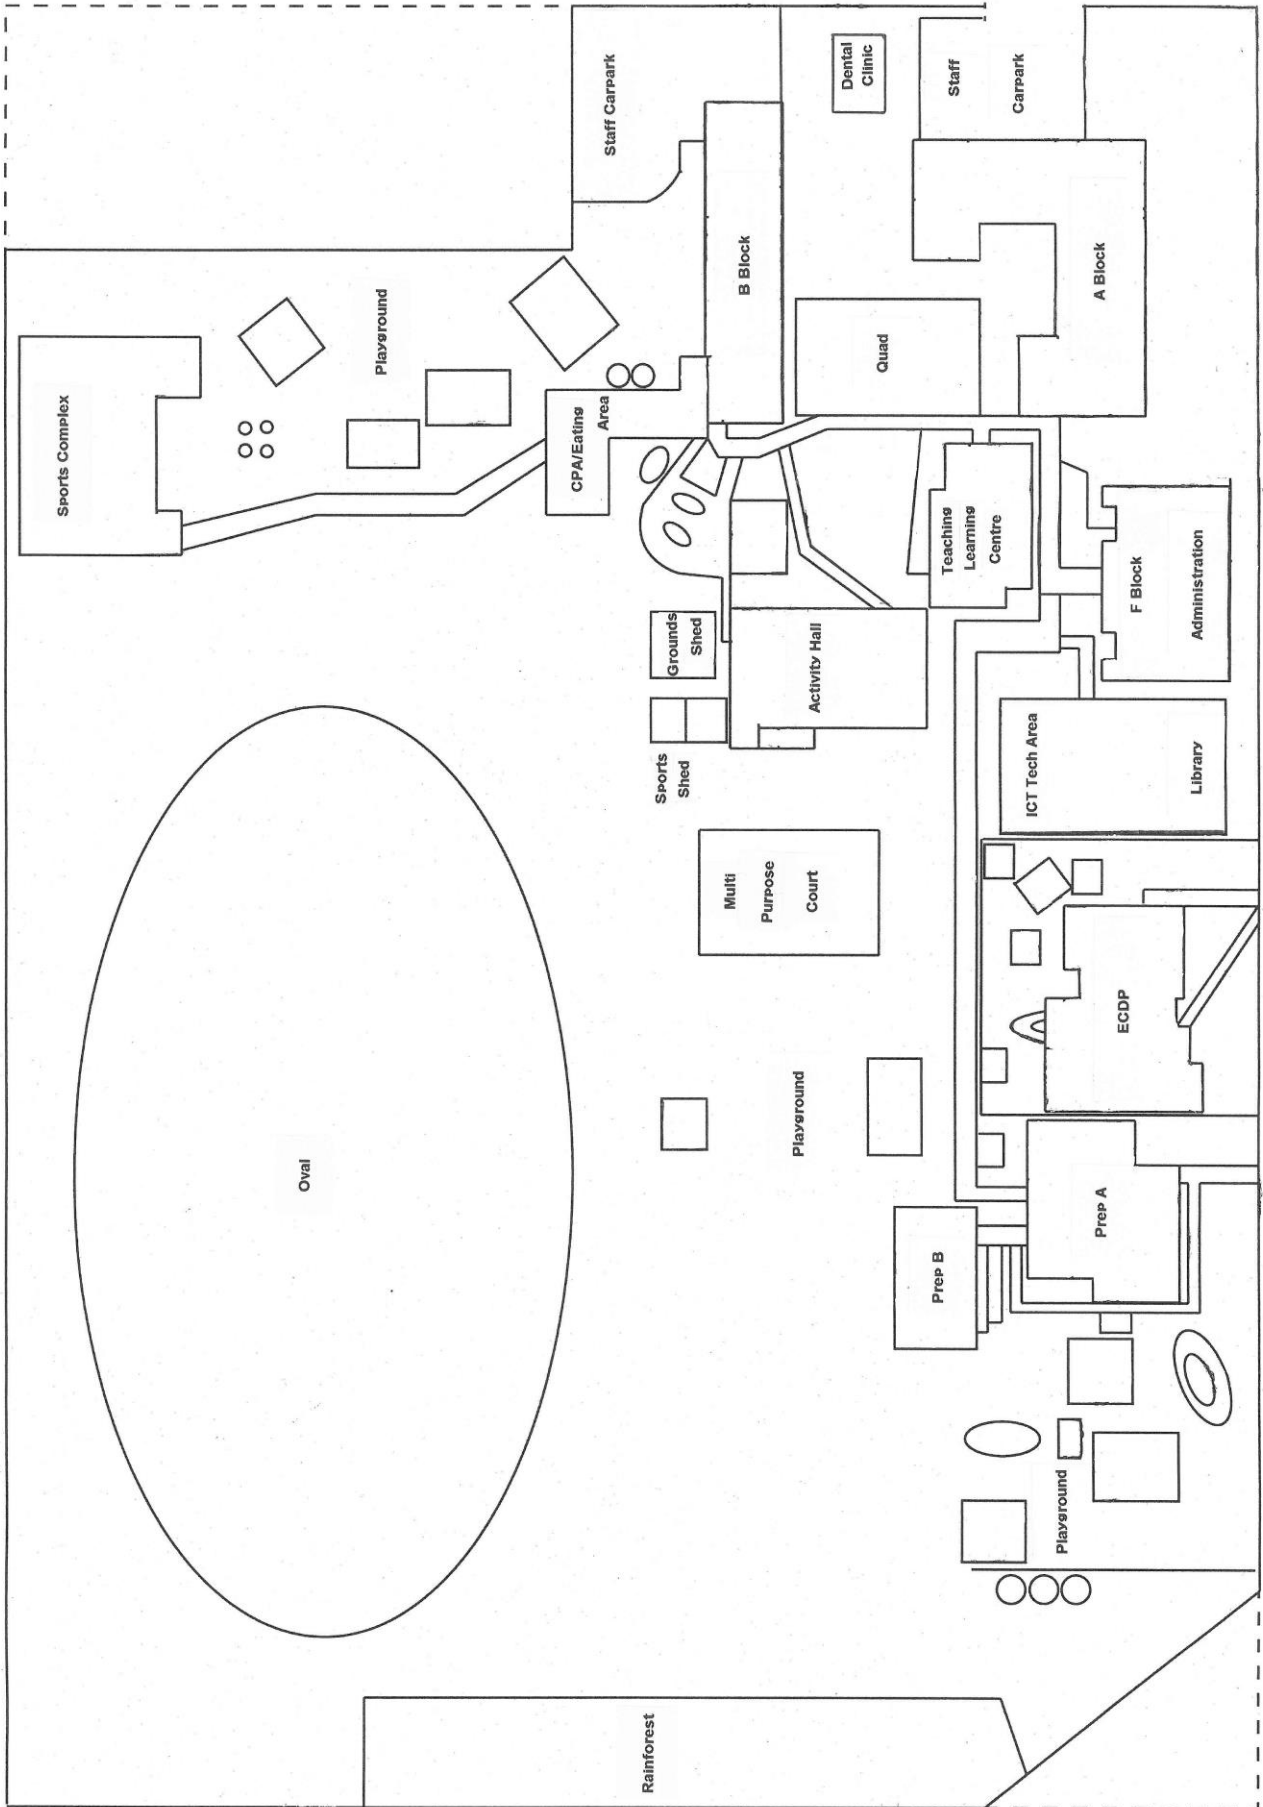 Sports Complex
Playground
Staff Carpark
CPA/Eating
Area
B Block
Dental
Clinic
Staff
Carpark
Quad
A Block
Teaching
Learning
Centre
F Block
Administration
Grounds
Shed
Sports
Shed
Activity Hall
ICT Tech Area
Library
Multi
Purpose
Court
ECDP
Oval
Playground
Prep B
Prep A
Playground
Rainforest